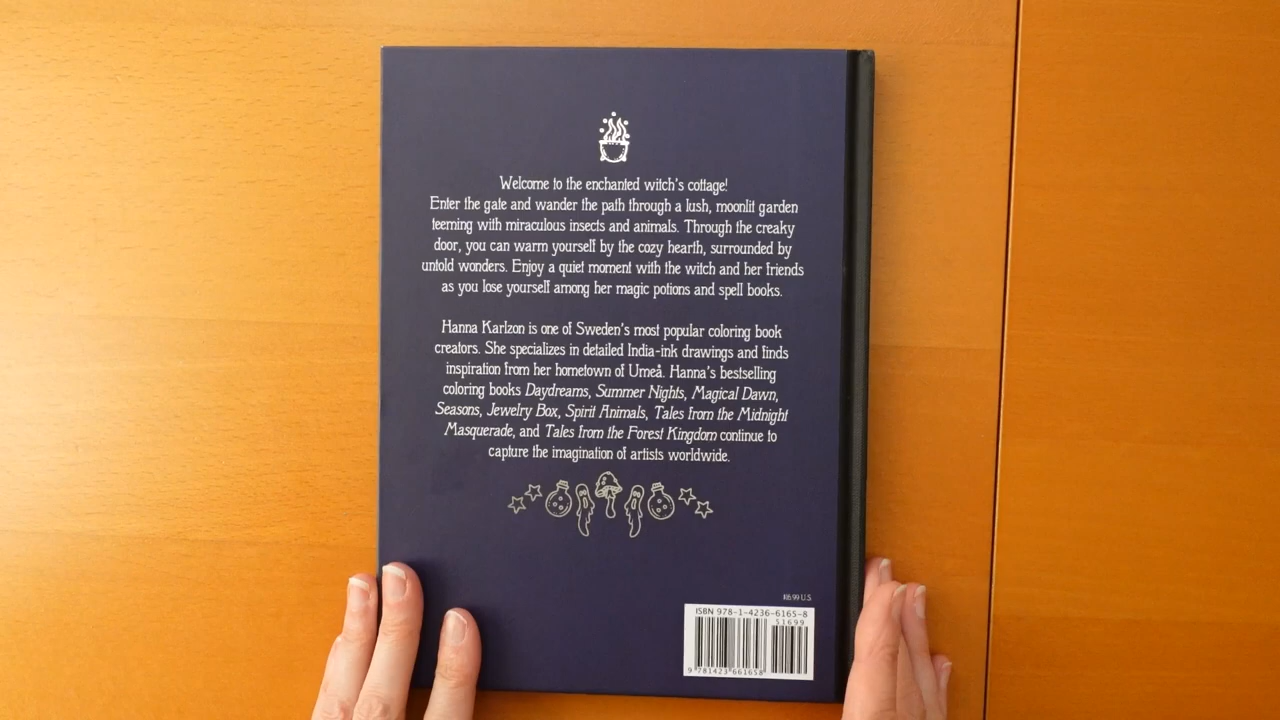 Welcome to the enchanted witch's cottage!
Enter the gate and wander the path through a lush, moonlit garden
teeming with miraculous insects and animals. Through the creaky
door, you can warm yourself by the cozy hearth, surrounded by
untold wonders. Enjoy a quiet moment with the witch and her friends
as you lose yourself among her magic potions and spell books.
Hanna Karlzon is one of Sweden's most popular coloring book
creators. She specializes in detailed India-ink drawings and finds
inspiration from her hometown of Umeå. Hanna's bestselling
coloring books Daydreams, Summer Nights, Magical Dawn,
Seasons, Jewelry Box, Spirit Animals, Tales from the Midnight
Masquerade, and Tales from the Forest Kingdom continue to
capture the imagination of artists worldwide.
$16.99 U.S.
ISBN 978-1-4236-6165-8
51699
9 781423 661658